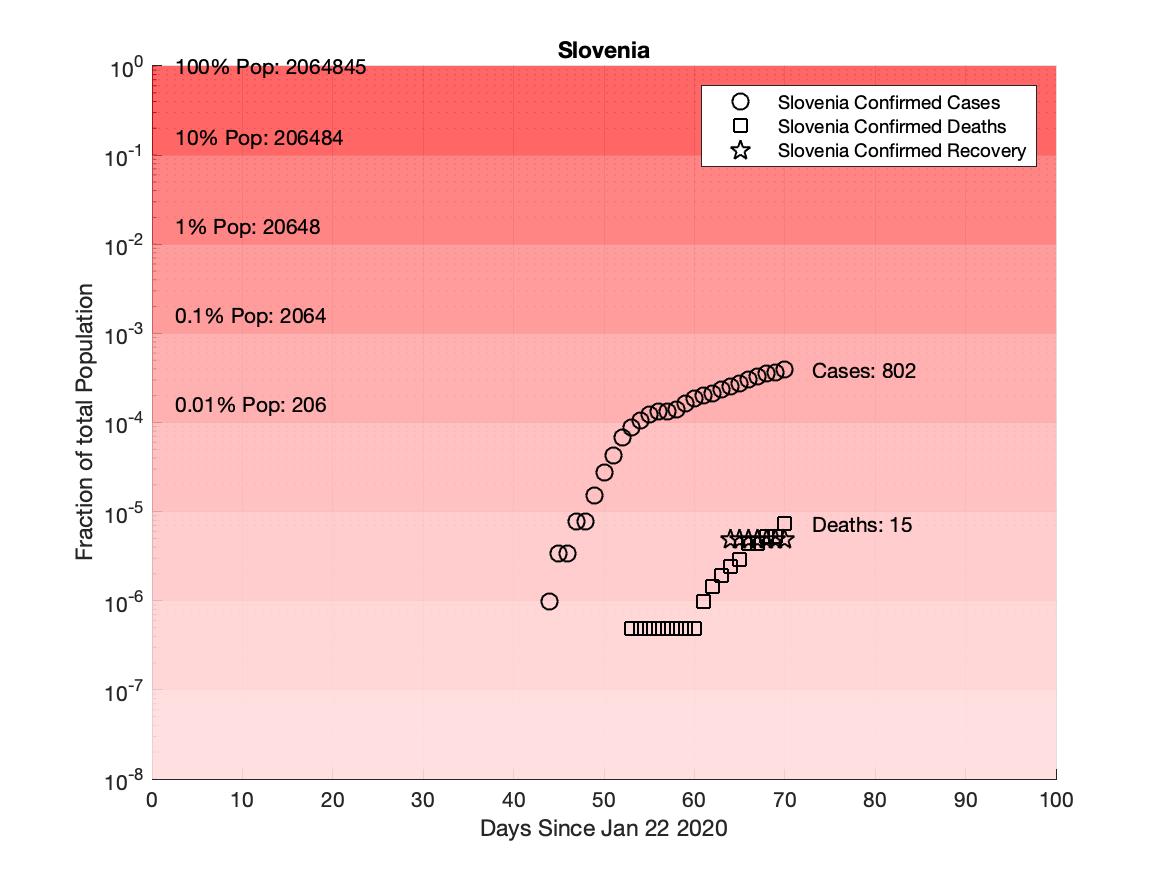 Slovenia
10^0
10^-1
10^-2
10^-3
10^-4
10^-5
10^-6
10^-7
10^-8
Fraction of total Population
100% Pop: 2064845
10% Pop: 206484
1% Pop: 20648
0.1% Pop: 2064
0.01% Pop: 206
Slovenia Confirmed Cases
Slovenia Confirmed Deaths
Slovenia Confirmed Recovery
Cases: 802
Deaths: 15
0 10 20 30 40 50 60 70 80 90 100
Days Since Jan 22 2020